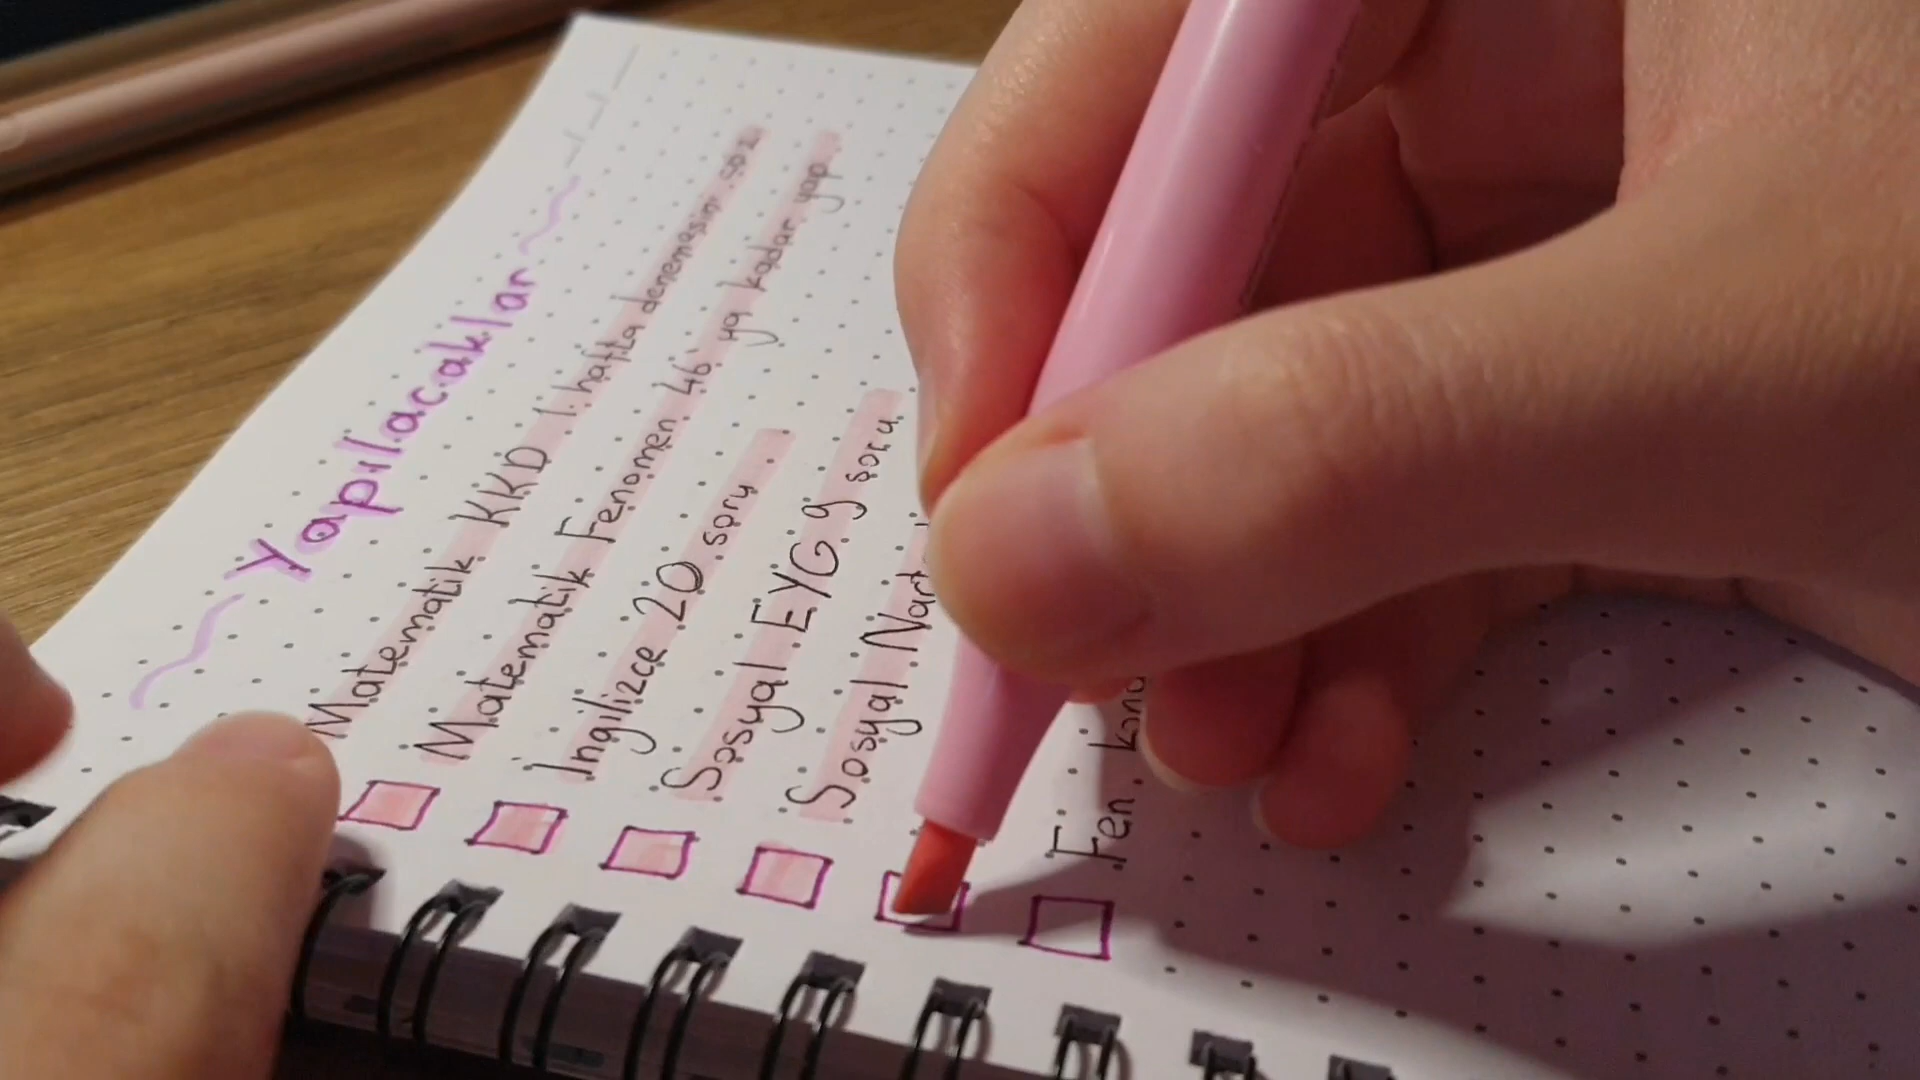 Yapılacaklar
Matematik KKD 1. hafta denemesini çöz
Matematik Fenomen 46' ya kadar yap
İngilizce 20 soru
Sosyal EYG 9 soru
Sosyal
Fen